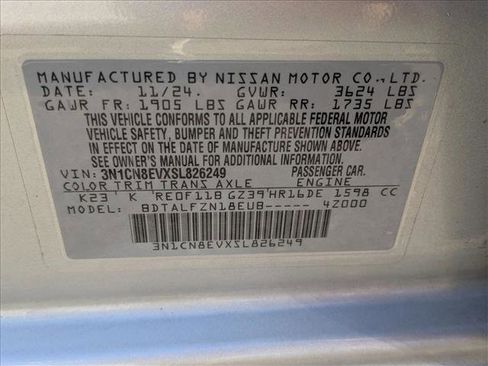 MANUFACTURED BY NISSAN MOTOR CO.,LTD.
DATE: 11/24. GVWR: 3624 LBS
GAWR FR: 1905 LBS GAWR RR: 1735 LBS
THIS VEHICLE CONFORMS TO ALL APPLICABLE FEDERAL MOTOR
VEHICLE SAFETY, BUMPER AND THEFT PREVENTION STANDARDS
IN EFFECT ON THE DATE OF MANUFACTURE SHOWN ABOVE.
SEE OWNER'S MANUAL FOR ADDITIONAL INFORMATION
VIN: 3N1CN8EVXSL826249 PASSENGER CAR.
COLOR TRIM TRANS AXLE ENGINE
K23 K RE0F11B GZ39 HR16DE 1598 CC
MODEL: BDTALFZN18EUB----- 4Z000
3N1CN8EVXSL826249